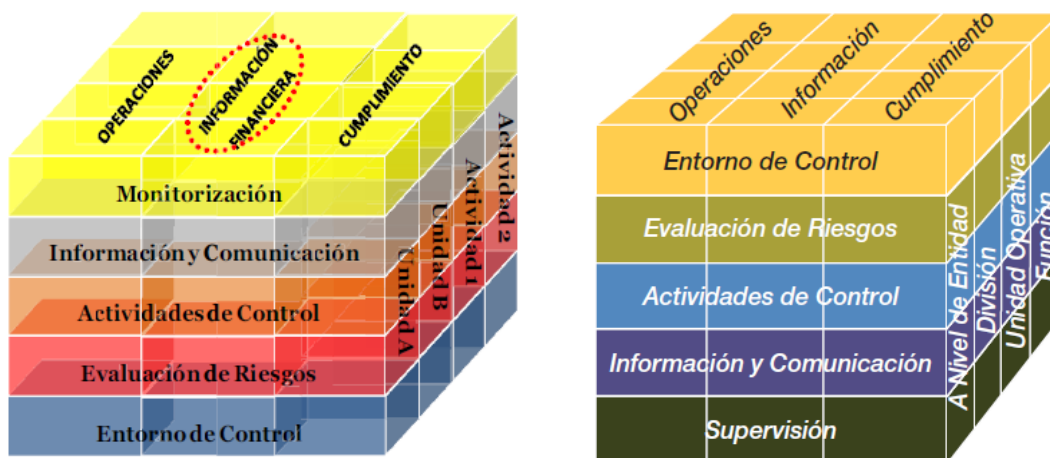 OPERACIONES
INFORMACIÓN
FINANCIERA
CUMPLIMIENTO
Monitorización
Información y Comunicación
Actividades de Control
Evaluación de Riesgos
Entorno de Control
Unidad A
Unidad B
Actividad 1
Actividad 2
Operaciones
Información
Cumplimiento
Entorno de Control
Evaluación de Riesgos
Actividades de Control
Información y Comunicación
Supervisión
A Nivel de Entidad
División
Unidad Operativa
Función